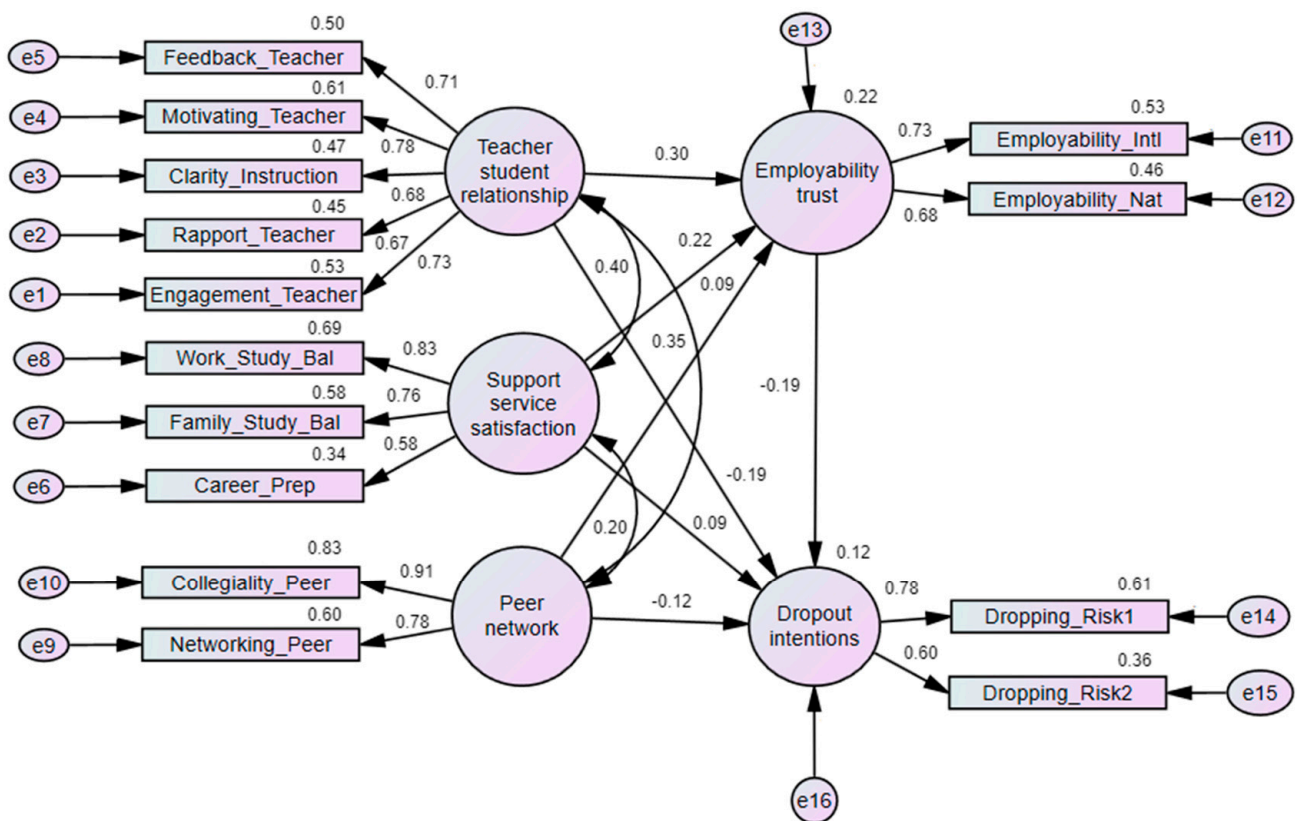 e13
0.50
e5
Feedback_Teacher
0.71
0.61
e4
Motivating_Teacher
0.78
0.47
e3
Clarity_Instruction
0.68
0.45
e2
Rapport_Teacher
0.67
0.53
e1
Engagement_Teacher
0.73
Teacher
student
relationship
0.30
0.22
Employability
trust
0.73
0.53
Employability_Intl
e11
0.46
Employability_Nat
e12
0.68
0.22
0.40
0.09
0.35
0.69
e8
Work_Study_Bal
0.83
0.58
e7
Family_Study_Bal
0.76
0.34
e6
Career_Prep
0.58
Support
service
satisfaction
-0.19
-0.19
0.20
0.09
0.83
e10
Collegiality_Peer
0.91
0.60
e9
Networking_Peer
0.78
Peer
network
-0.12
0.12
Dropout
intentions
0.78
0.61
Dropping_Risk1
e14
0.60
0.36
Dropping_Risk2
e15
e16